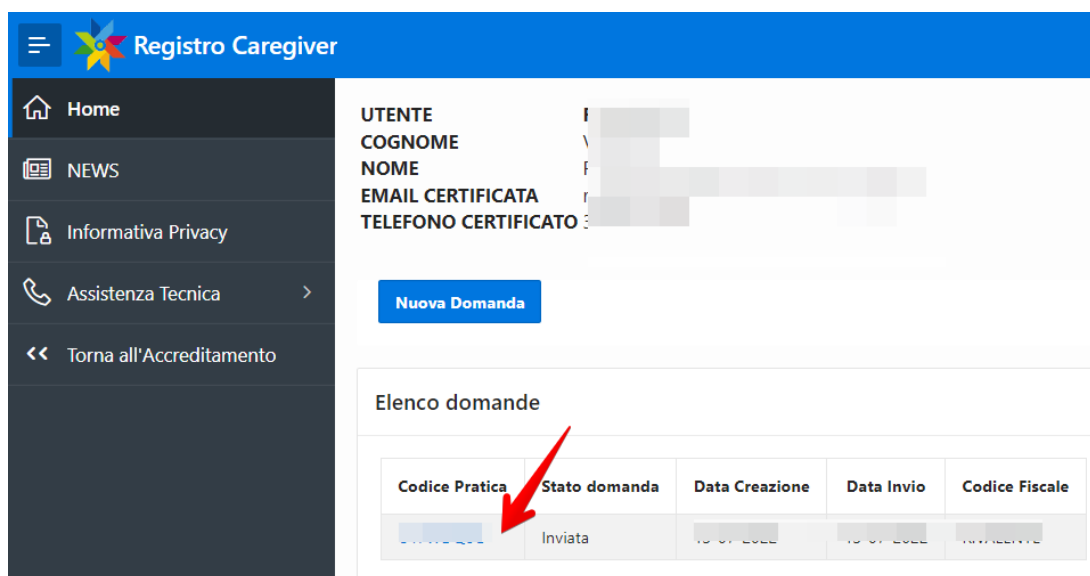 Registro Caregiver
Home
NEWS
Informativa Privacy
Assistenza Tecnica
Torna all'Accreditamento
UTENTE
COGNOME
NOME
EMAIL CERTIFICATA
TELEFONO CERTIFICATO 3
Nuova Domanda
Elenco domande
Codice Pratica Stato domanda Data Creazione Data Invio Codice Fiscale
Inviata